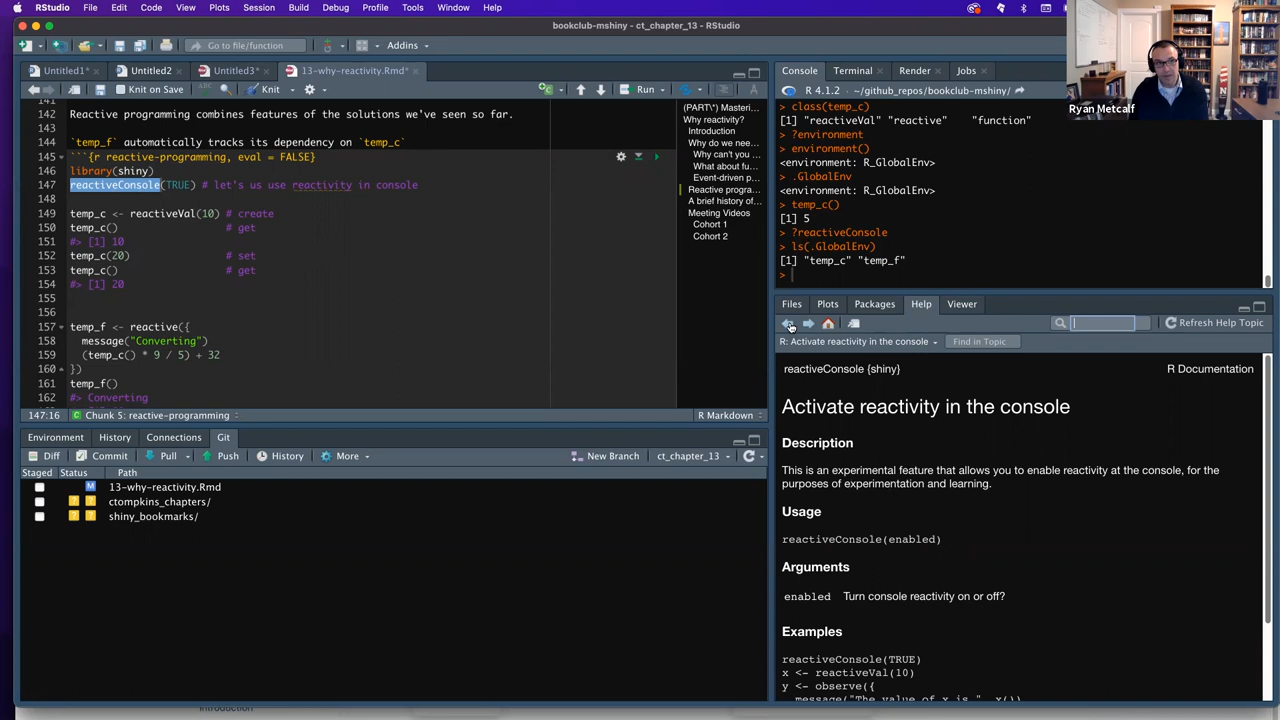 RStudio File Edit Code View Plots Session Build Debug Profile Tools Window Help
bookclub-mshiny - ct_chapter_13 - RStudio
Go to file/function Addins
Untitled1* Untitled2 Untitled3* 13-why-reactivity.Rmd*
Knit on Save Knit Run
141
142 Reactive programming combines features of the solutions we've seen so far.
143
144 `temp_f` automatically tracks its dependency on `temp_c`
145 ```{r reactive-programming, eval = FALSE}
146 library(shiny)
147 reactiveConsole(TRUE) # let's us use reactivity in console
148
149 temp_c <- reactiveVal(10) # create
150 temp_c() # get
151 #> [1] 10
152 temp_c(20) # set
153 temp_c() # get
154 #> [1] 20
155
156
157 temp_f <- reactive({
158 message("Converting")
159 (temp_c() * 9 / 5) + 32
160 })
161 temp_f()
162 #> Converting
147:16 Chunk 5: reactive-programming R Markdown
(PART\*) Masteri...
Why reactivity?
Introduction
Why do we need...
Why can't you ...
What about fu...
Event-driven p...
Reactive progra...
A brief history of...
Meeting Videos
Cohort 1
Cohort 2
Environment History Connections Git
Diff Commit Pull Push History More New Branch ct_chapter_13
Staged Status Path
M 13-why-reactivity.Rmd
? ? ctompkins_chapters/
? ? shiny_bookmarks/
Console Terminal Render Jobs
R 4.1.2 · ~/github_repos/bookclub-mshiny/
> class(temp_c)
[1] "reactiveVal" "reactive" "function"
> ?environment
> environment()
<environment: R_GlobalEnv>
> .GlobalEnv
<environment: R_GlobalEnv>
> temp_c()
[1] 5
> ?reactiveConsole
> ls(.GlobalEnv)
[1] "temp_c" "temp_f"
>
Ryan Metcalf
Files Plots Packages Help Viewer
Refresh Help Topic
R: Activate reactivity in the console Find in Topic
reactiveConsole {shiny} R Documentation
Activate reactivity in the console
Description
This is an experimental feature that allows you to enable reactivity at the console, for the
purposes of experimentation and learning.
Usage
reactiveConsole(enabled)
Arguments
enabled Turn console reactivity on or off?
Examples
reactiveConsole(TRUE)
x <- reactiveVal(10)
y <- observe({
message("The value of x is ", x())
Introduction